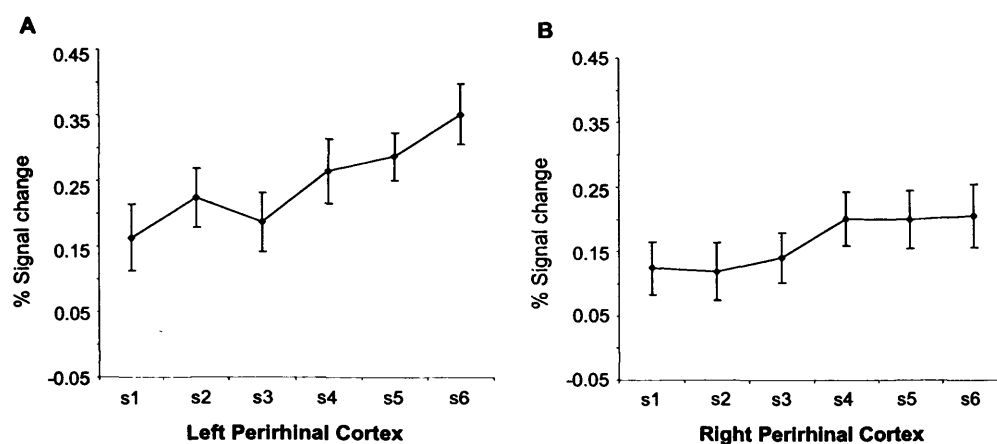 A
0.45
0.35
0.25
0.15
0.05
-0.05
% Signal change
s1 s2 s3 s4 s5 s6
Left Perirhinal Cortex
B
0.45
0.35
0.25
0.15
0.05
-0.05
% Signal change
s1 s2 s3 s4 s5 s6
Right Perirhinal Cortex